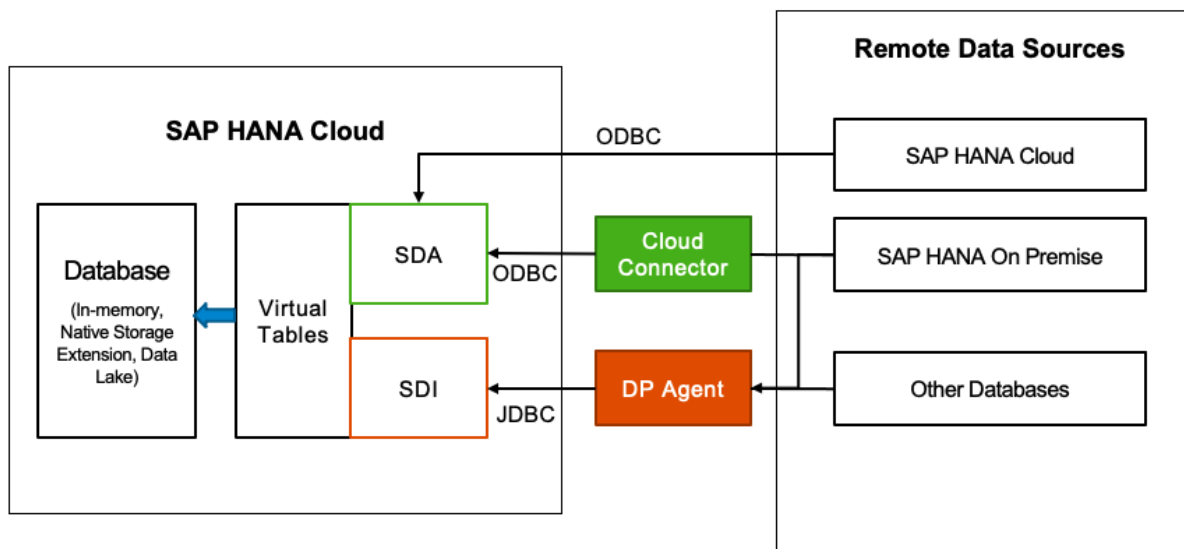 Remote Data Sources
SAP HANA Cloud
ODBC
SAP HANA Cloud
SDA
Cloud
Connector
SAP HANA On Premise
ODBC
Database
(In-memory,
Native Storage
Extension, Data
Lake)
Virtual
Tables
SDI
DP Agent
Other Databases
JDBC